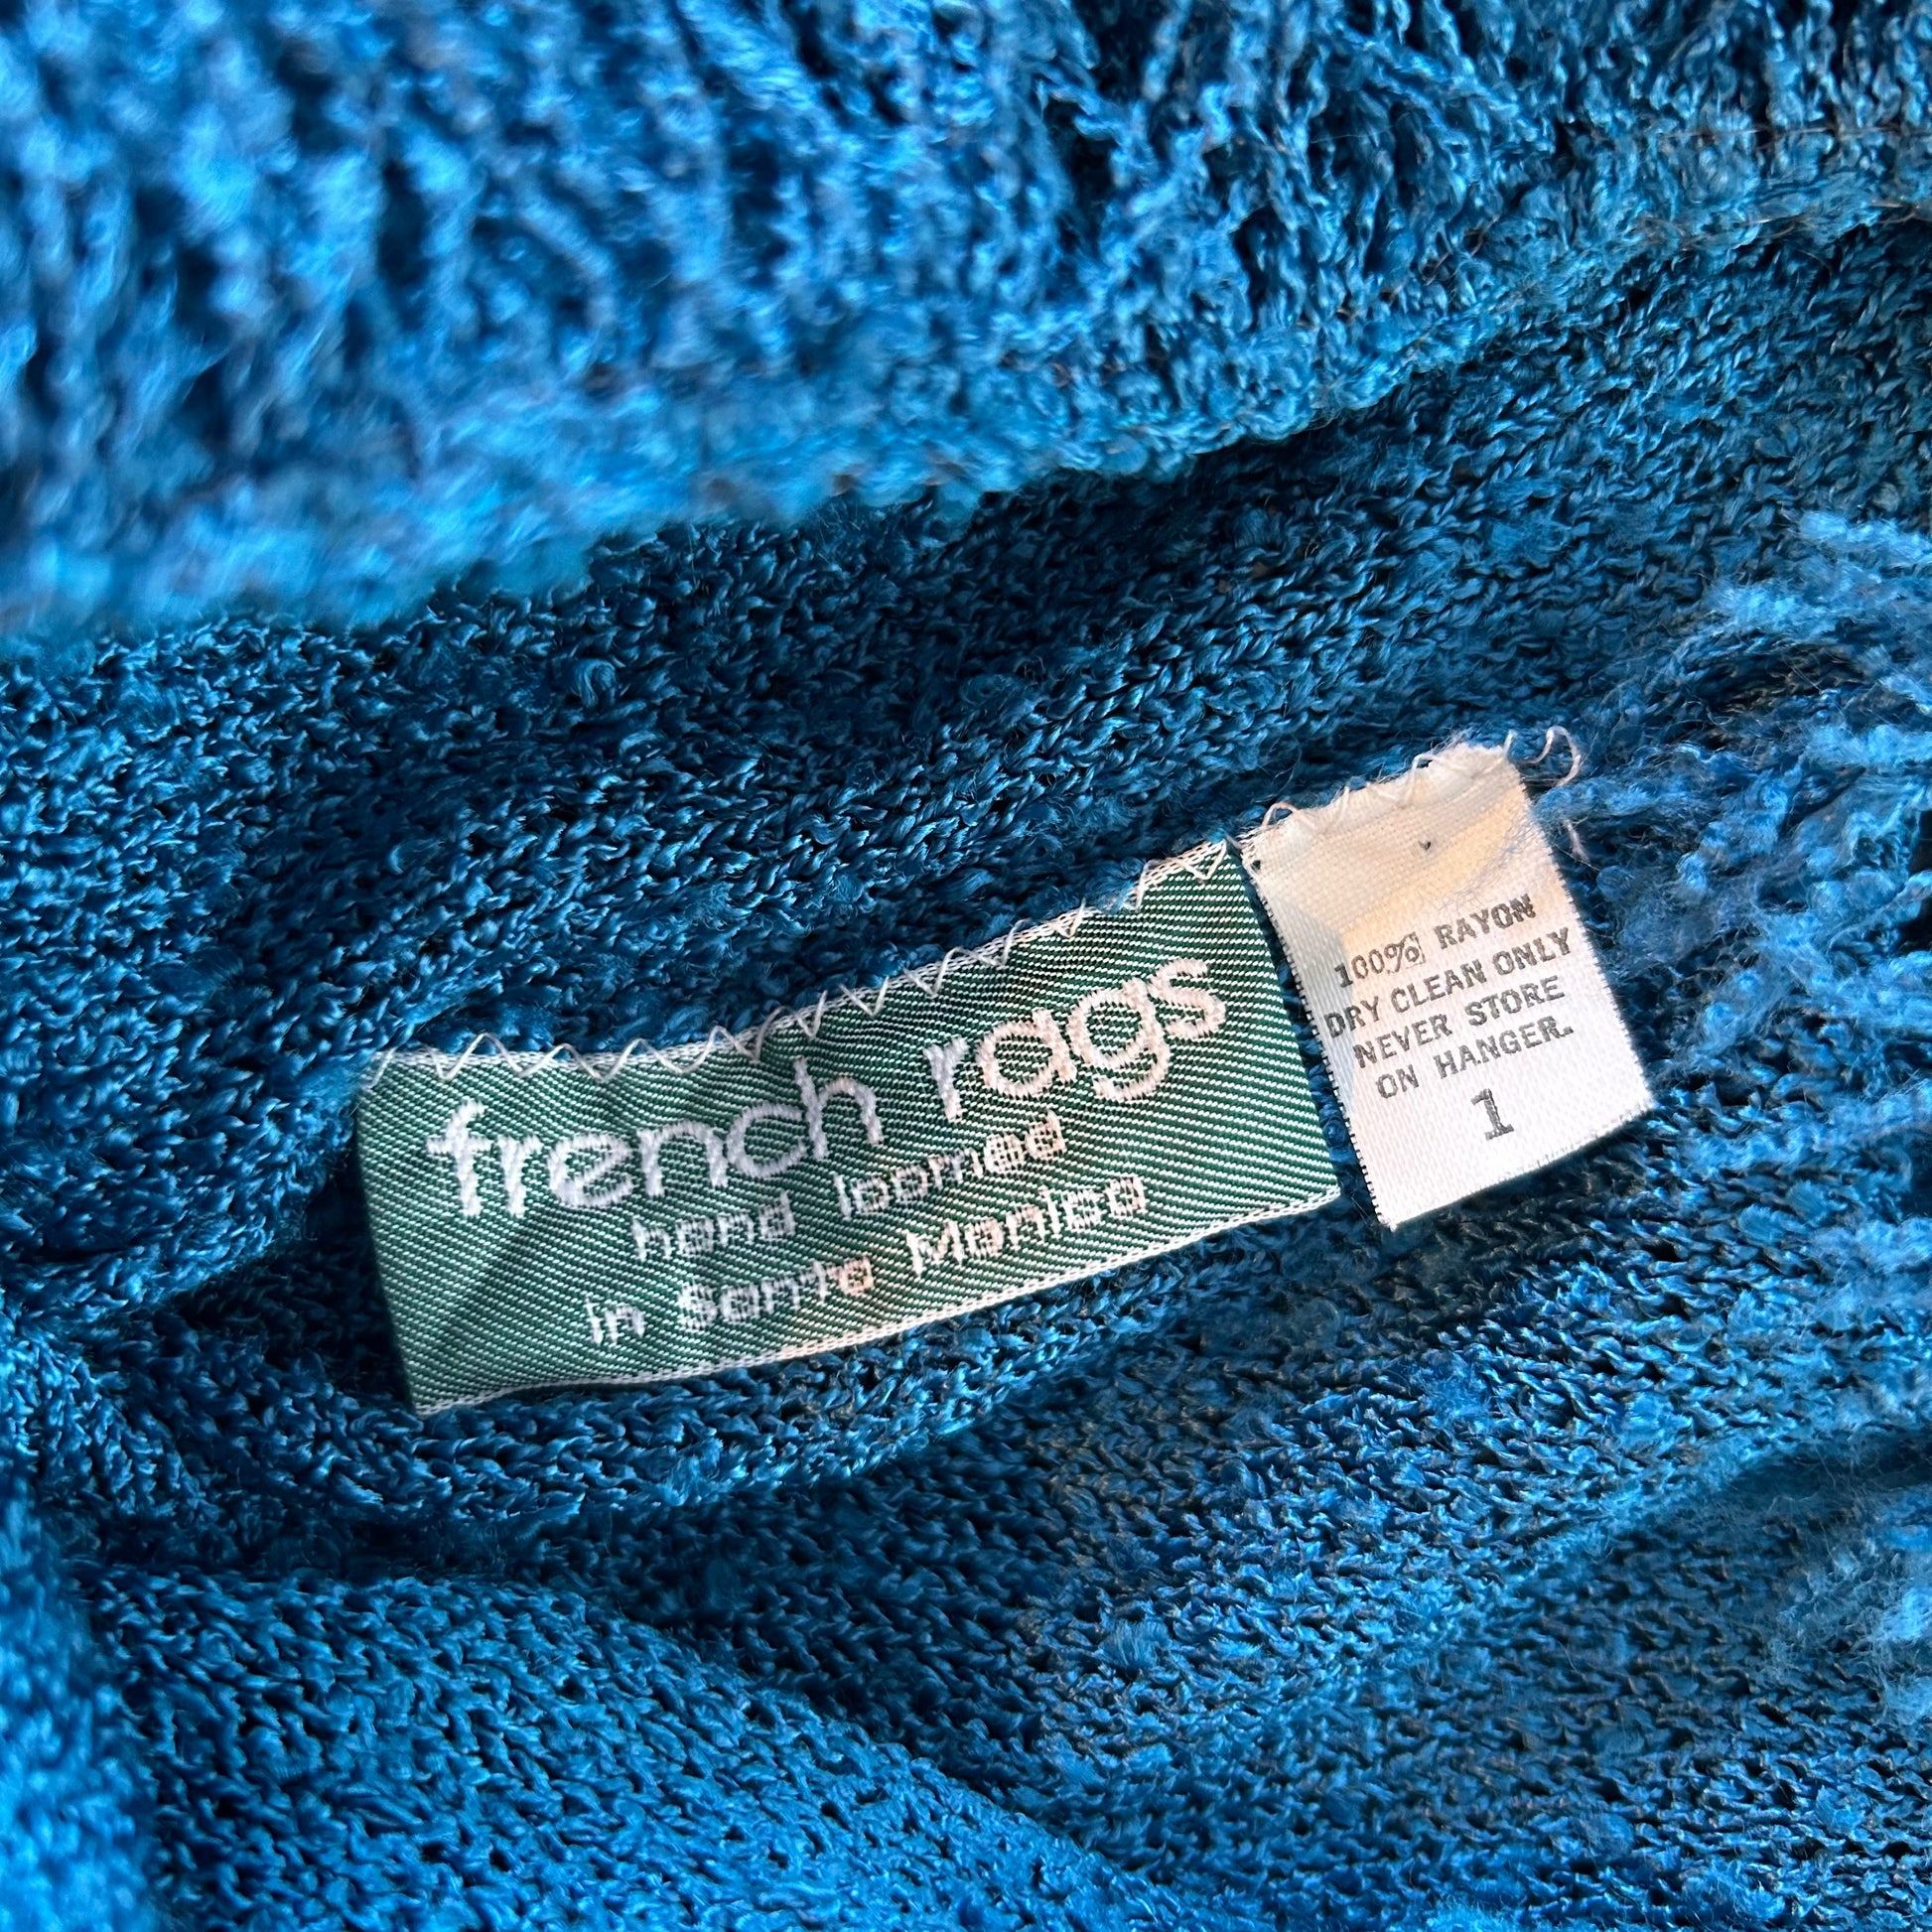 french rags
hand loomed
in Santa Monica
100% RAYON
DRY CLEAN ONLY
NEVER STORE
ON HANGER.
1